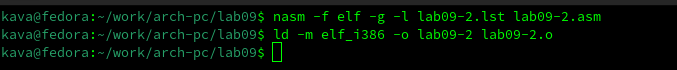 kava@fedora:~/work/arch-pc/lab09$ nasm -f elf -g -l lab09-2.lst lab09-2.asm
kava@fedora:~/work/arch-pc/lab09$ ld -m elf_i386 -o lab09-2 lab09-2.o
kava@fedora:~/work/arch-pc/lab09$